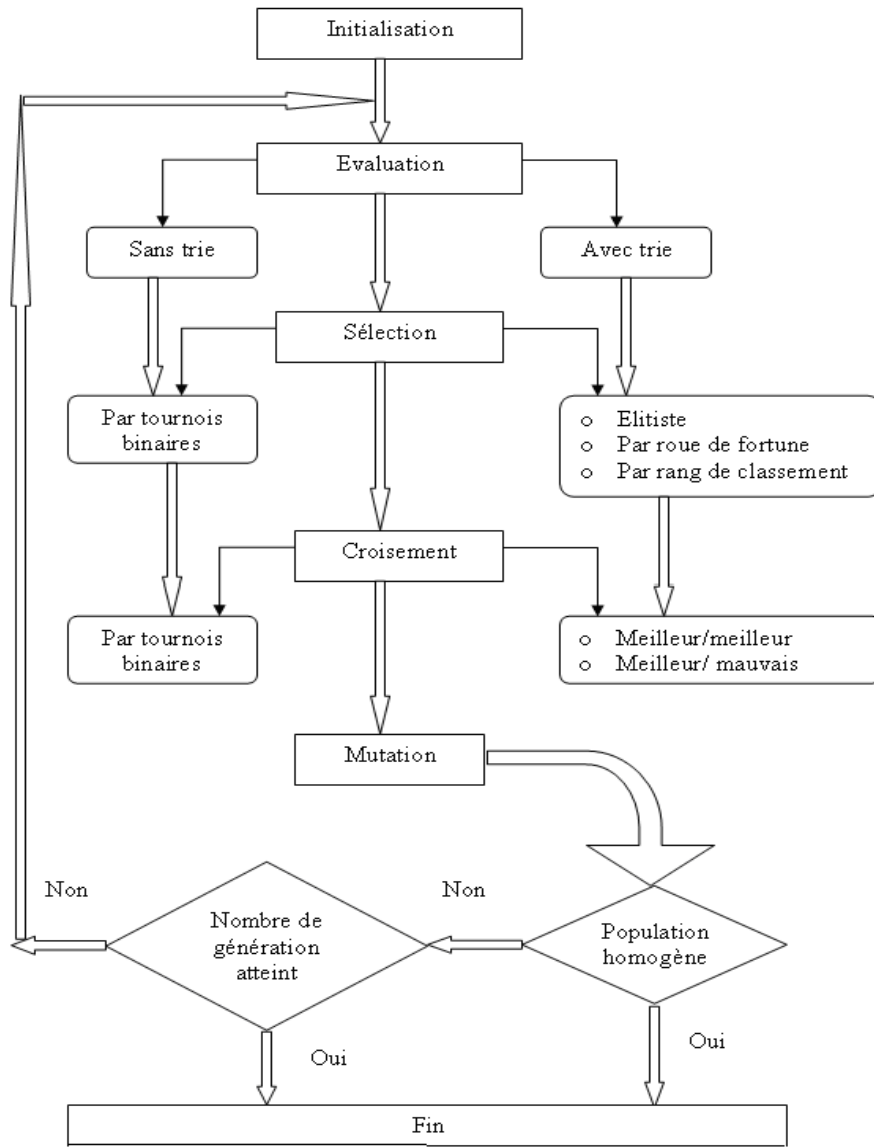 Initialisation
Evaluation
Sans trie
Avec trie
Sélection
Par tournois
binaires
o Elitiste
o Par roue de fortune
o Par rang de classement
Croisement
Par tournois
binaires
o Meilleur/meilleur
o Meilleur/ mauvais
Mutation
Non
Nombre de
génération
atteint
Non
Population
homogène
Oui
Oui
Fin